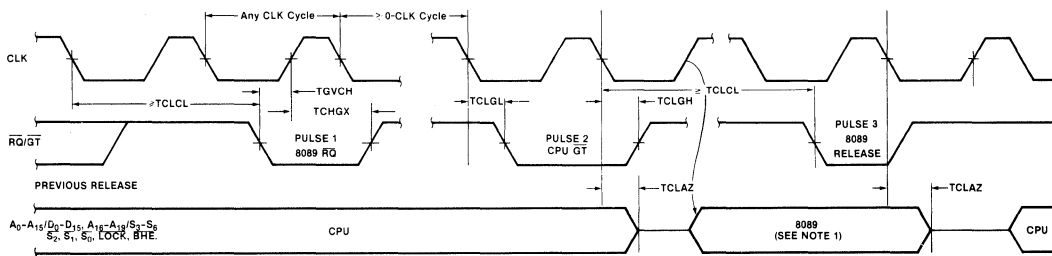 Any CLK Cycle
≥ 0-CLK Cycle
CLK
TGVCH
≥TCLCL
TCHGX
TCLGL
TCLGH
≥ TCLCL
RQ/GT
PULSE 1
8089 RQ
PULSE 2
CPU GT
PULSE 3
8089
RELEASE
PREVIOUS RELEASE
TCLAZ
TCLAZ
A0-A15/D0-D15, A16-A19/S3-S6
S2, S1, S0, LOCK, BHE.
CPU
8089
(SEE NOTE 1)
CPU